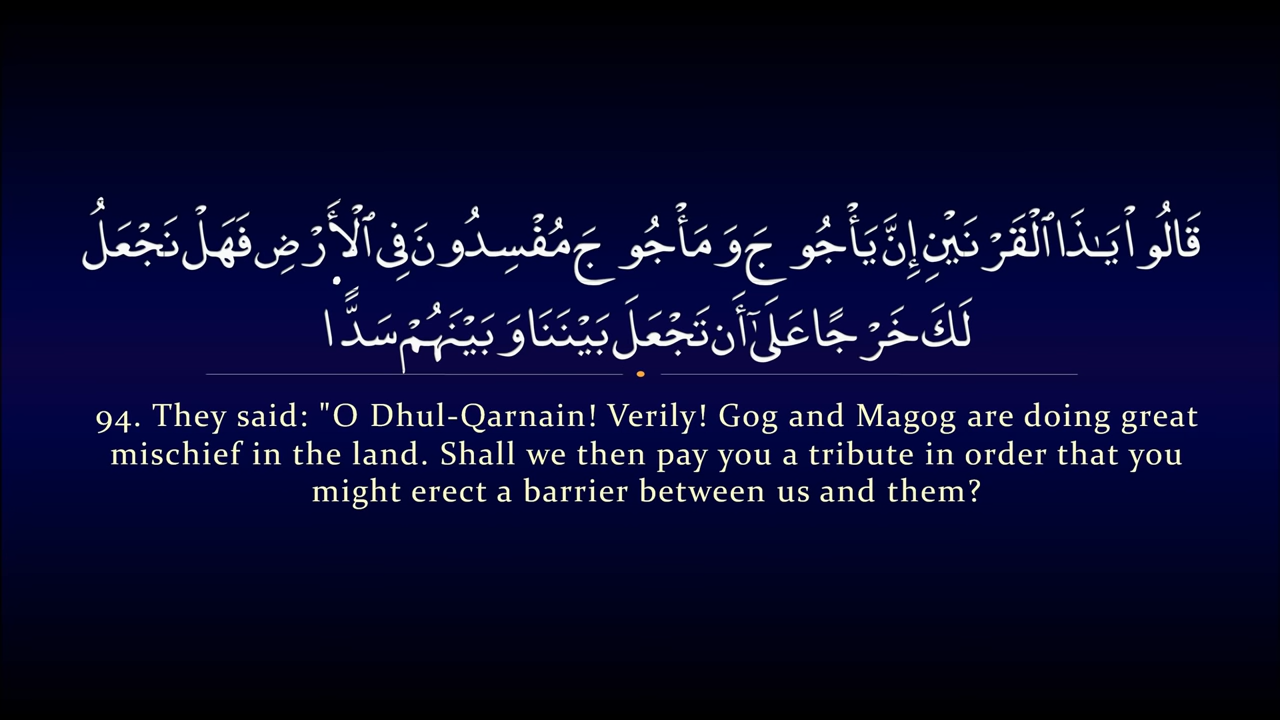 قَالُوا۟ يَـٰذَا ٱلْقَرْنَيْنِ إِنَّ يَأْجُوجَ وَمَأْجُوجَ مُفْسِدُونَ فِى ٱلْأَرْضِ فَهَلْ نَجْعَلُ
لَكَ خَرْجًا عَلَىٰٓ أَن تَجْعَلَ بَيْنَنَا وَبَيْنَهُمْ سَدًّا
94. They said: "O Dhul-Qarnain! Verily! Gog and Magog are doing great
mischief in the land. Shall we then pay you a tribute in order that you
might erect a barrier between us and them?